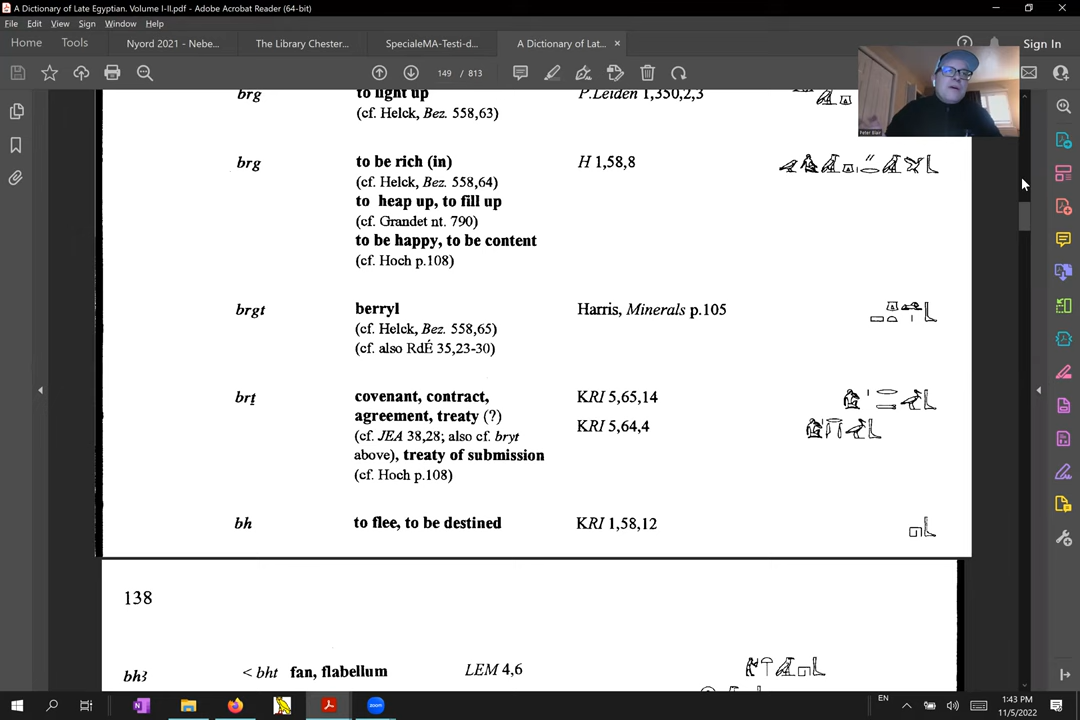 A Dictionary of Late Egyptian. Volume I-II.pdf - Adobe Acrobat Reader (64-bit)
File Edit View Sign Window Help
Home Tools Nyord 2021 - Nebe... The Library Chester... SpecialeMA-Testi-d... A Dictionary of Lat... × Sign In
149 / 813
brg to light up P.Leiden 1,350,2,3
(cf. Helck, Bez. 558,63)
Peter Blair
brg to be rich (in) H 1,58,8
(cf. Helck, Bez. 558,64)
to heap up, to fill up
(cf. Grandet nt. 790)
to be happy, to be content
(cf. Hoch p.108)
brgt berryl Harris, Minerals p.105
(cf. Helck, Bez. 558,65)
(cf. also RdÉ 35,23-30)
brṯ covenant, contract, KRI 5,65,14
agreement, treaty (?) KRI 5,64,4
(cf. JEA 38,28; also cf. bryt
above), treaty of submission
(cf. Hoch p.108)
bh to flee, to be destined KRI 1,58,12
138
bh3 < bht fan, flabellum LEM 4,6
EN 1:43 PM
11/5/2022